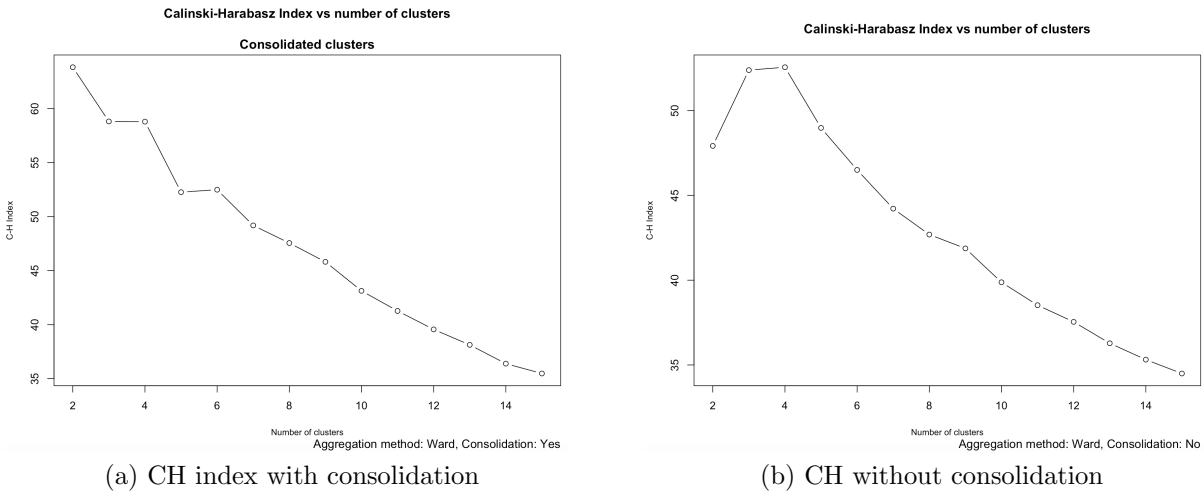 Calinski-Harabasz Index vs number of clusters
Consolidated clusters
C-H Index
60
55
50
45
40
35
2 4 6 8 10 12 14
Number of clusters
Aggregation method: Ward, Consolidation: Yes
(a) CH index with consolidation
Calinski-Harabasz Index vs number of clusters
C-H Index
50
45
40
35
2 4 6 8 10 12 14
Number of clusters
Aggregation method: Ward, Consolidation: No
(b) CH without consolidation